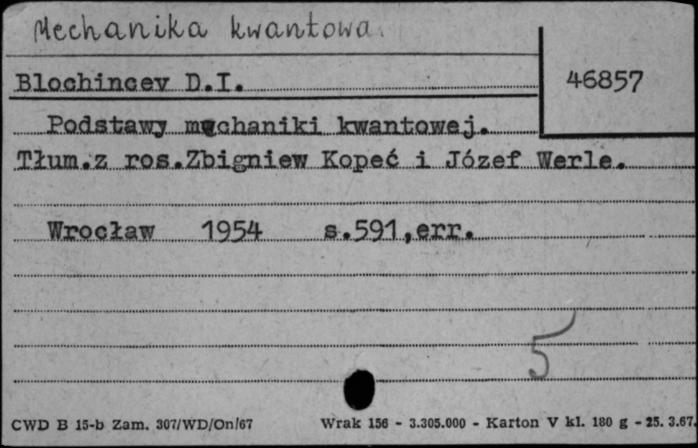 Mechanika kwantowa.
Blochincev D.I.
46857
Podstawy mechaniki kwantowej.
Tłum.z ros.Zbigniew Kopeć i Józef Werle.
Wrocław 1954 s.591,err.
5
CWD B 15-b Zam. 307/WD/On/67 Wrak 156 - 3.305.000 - Karton V kl. 180 g - 25. 3.67